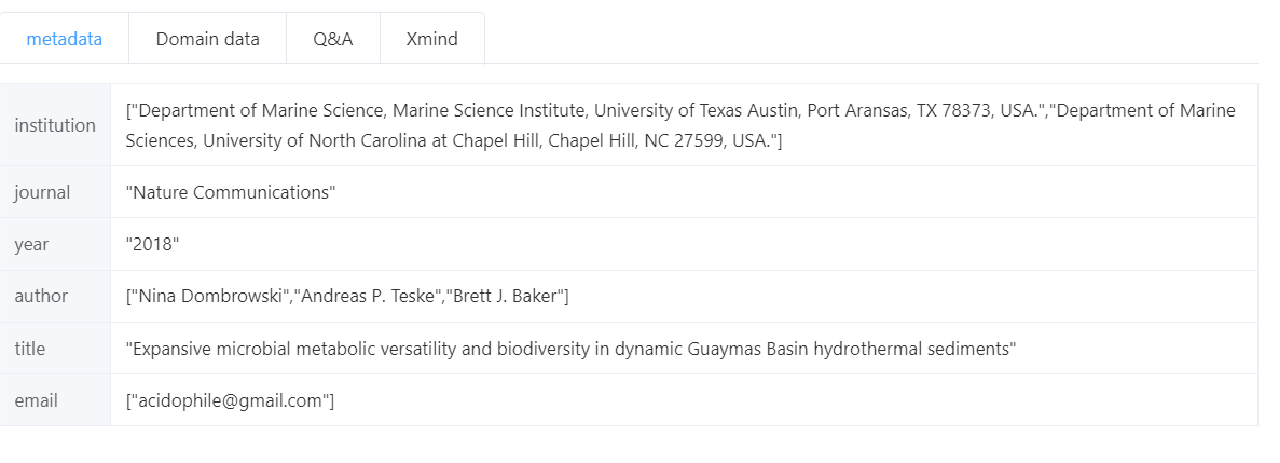 metadata Domain data Q&A Xmind
institution ["Department of Marine Science, Marine Science Institute, University of Texas Austin, Port Aransas, TX 78373, USA.","Department of Marine
Sciences, University of North Carolina at Chapel Hill, Chapel Hill, NC 27599, USA."]
journal "Nature Communications"
year "2018"
author ["Nina Dombrowski","Andreas P. Teske","Brett J. Baker"]
title "Expansive microbial metabolic versatility and biodiversity in dynamic Guaymas Basin hydrothermal sediments"
email ["acidophile@gmail.com"]